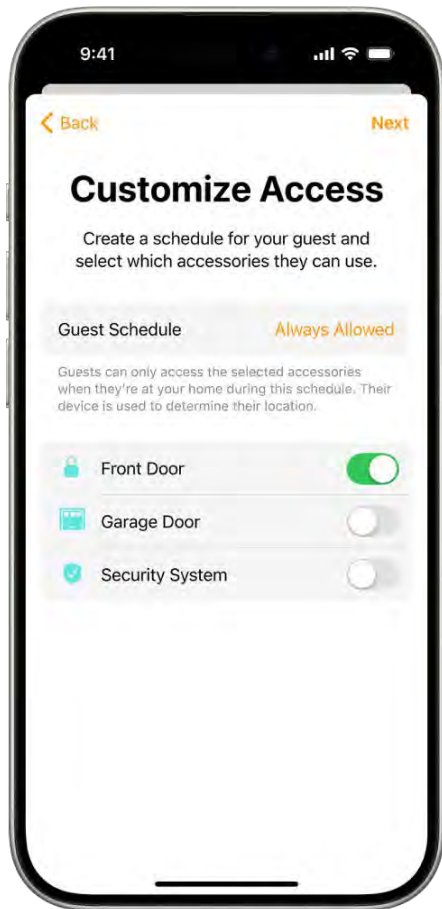 9:41
Back
Next
Customize Access
Create a schedule for your guest and
select which accessories they can use.
Guest Schedule
Always Allowed
Guests can only access the selected accessories
when they're at your home during this schedule. Their
device is used to determine their location.
Front Door
Garage Door
Security System